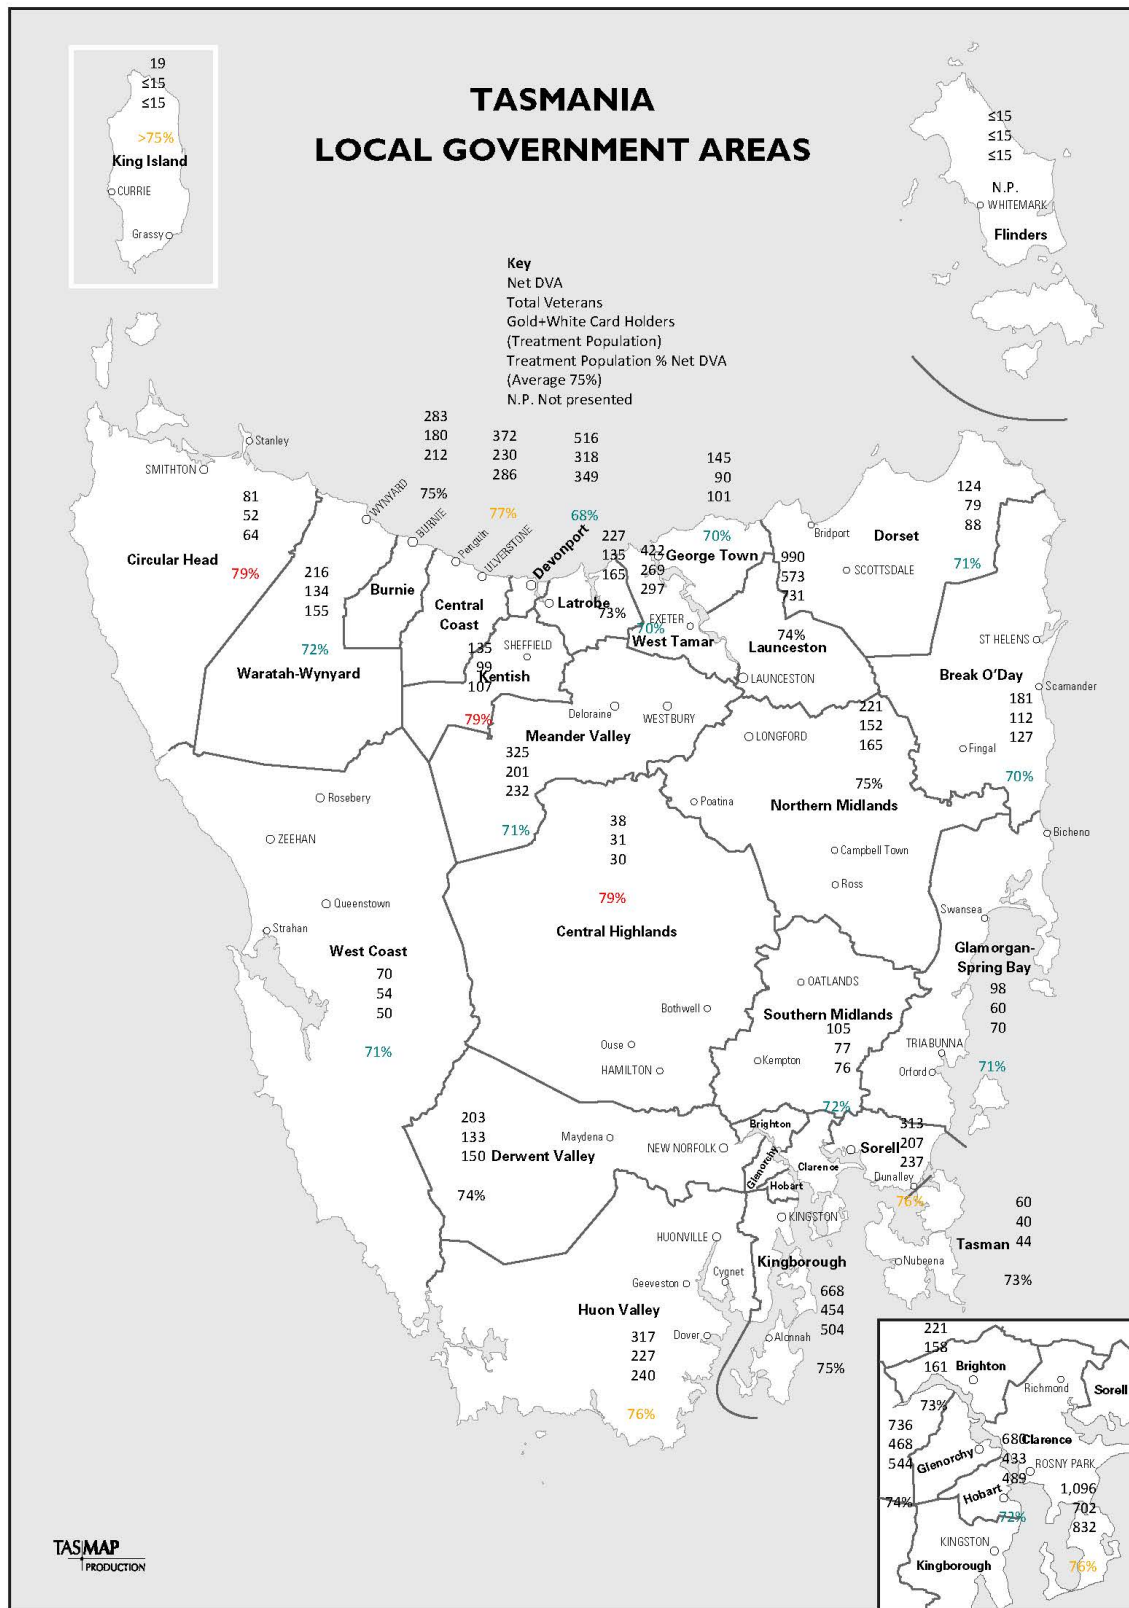 TASMANIA
LOCAL GOVERNMENT AREAS
19
≤15
≤15
>75%
King Island
CURRIE
Grassy
≤15
≤15
≤15
N.P.
WHITEMARK
Flinders
Key
Net DVA
Total Veterans
Gold+White Card Holders
(Treatment Population)
Treatment Population % Net DVA
(Average 75%)
N.P. Not presented
Stanley
SMITHTON
81
52
64
Circular Head
79%
WYNYARD
216
134
155
72%
Waratah-Wynyard
283
180
212
75%
BURNIE
Burnie
372
230
286
77%
Penguin
ULVERSTONE
Central
Coast
516
318
349
68%
Devonport
227
135
165
Latrobe
73%
135
99
107
SHEFFIELD
Kentish
79%
422
269
297
EXETER
70%
West Tamar
145
90
101
70%
George Town
990
573
731
74%
Launceston
LAUNCESTON
Bridport
124
79
88
Dorset
SCOTTSDALE
71%
ST HELENS
Break O'Day
Scamander
181
112
127
Fingal
70%
Deloraine
WESTBURY
Meander Valley
325
201
232
71%
221
152
165
LONGFORD
75%
Northern Midlands
Poatina
Campbell Town
Ross
Bicheno
Rosebery
ZEEHAN
Queenstown
Strahan
West Coast
70
54
50
71%
38
31
30
79%
Central Highlands
Bothwell
Ouse
HAMILTON
Swansea
Glamorgan-
Spring Bay
98
60
70
TRIABUNNA
Orford
71%
OATLANDS
Southern Midlands
105
77
76
Kempton
72%
203
133
150
Maydena
Derwent Valley
NEW NORFOLK
74%
Brighton
Glenorchy
Clarence
Hobart
313
207
237
Sorell
Dunalley
76%
60
40
44
Tasman
Nubeena
73%
KINGSTON
Kingborough
668
454
504
Alonnah
75%
HUONVILLE
Cygnet
Geeveston
Huon Valley
Dover
317
227
240
76%
221
158
161
Brighton
73%
Richmond
Sorell
736
468
544
Glenorchy
74%
680
433
489
Clarence
ROSNY PARK
Hobart
72%
1,096
702
832
76%
KINGSTON
Kingborough
TASMAP
PRODUCTION